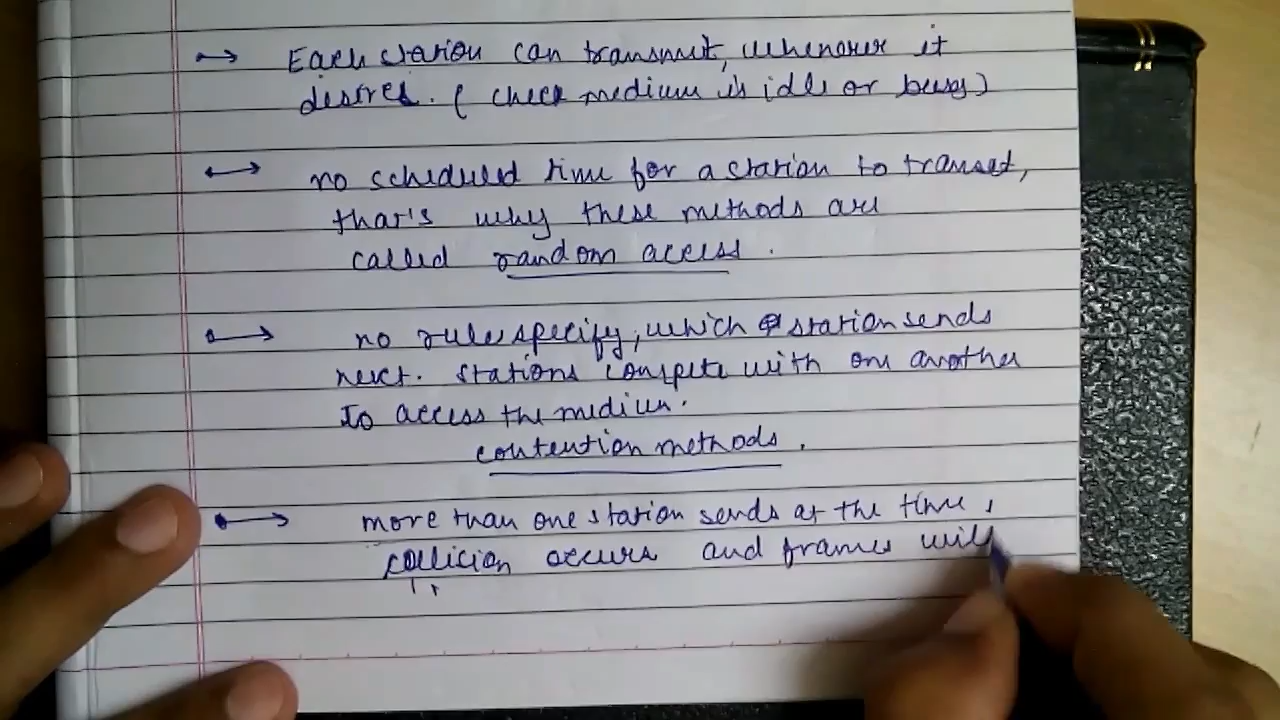 → Each station can transmit, whenever it
desires. ( check medium is idle or busy)
→ no scheduled time for a station to transet,
that's why these methods are
called random access.
→ no rule specify, which station sends
next. stations compete with one another
To access the medium.
contention methods.
→ more than one station sends at the time,
collicion occurs and frames will